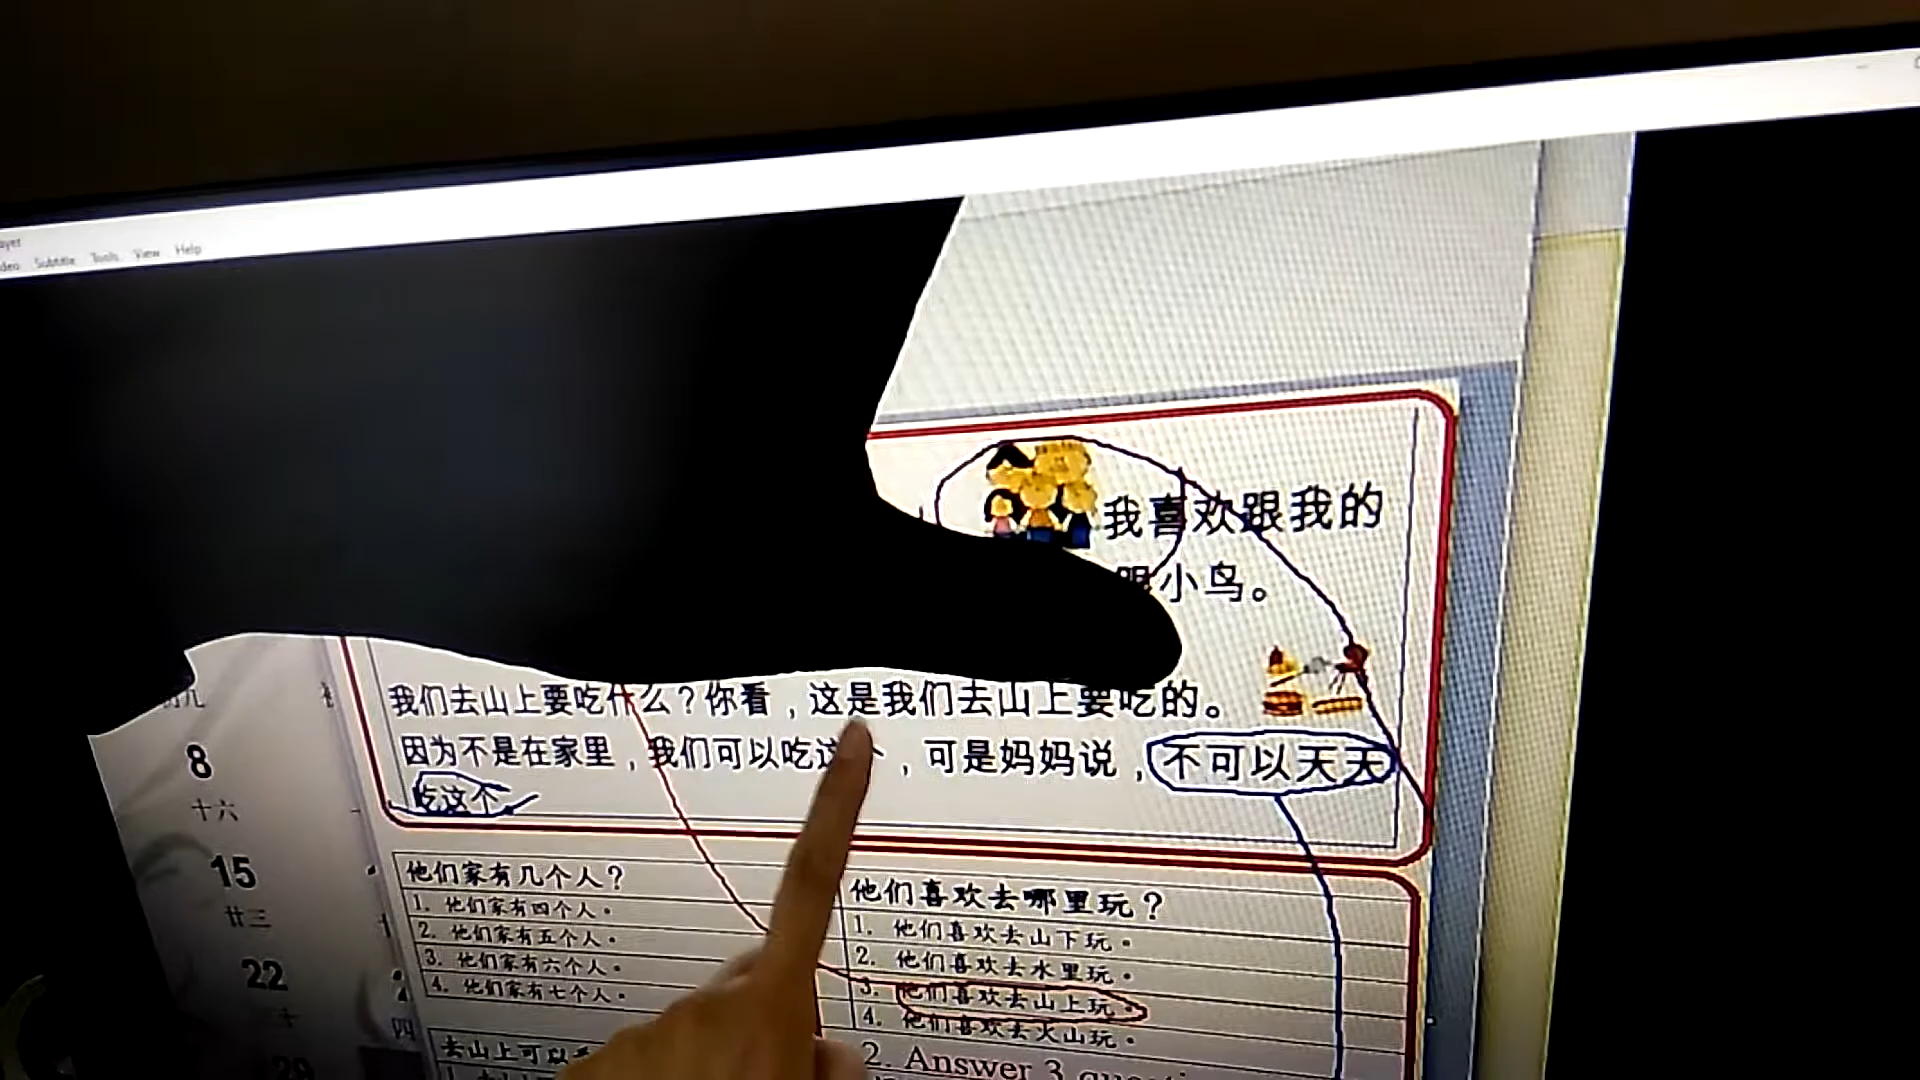 Subtitle Tools View Help
我喜欢跟我的
跟小鸟。
我们去山上要吃什么？你看，这是我们去山上要吃的。
因为不是在家里，我们可以吃这个，可是妈妈说，不可以天天
吃这个
8
十六
15
廿三
22
29
四
他们家有几个人？
1. 他们家有四个人。
2. 他们家有五个人。
3. 他们家有六个人。
4. 他们家有七个人。
去山上可以
他们喜欢去哪里玩？
1. 他们喜欢去山下玩。
2. 他们喜欢去水里玩。
3. 他们喜欢去山上玩。
4. 他们喜欢去火山玩。
2. Answer 3